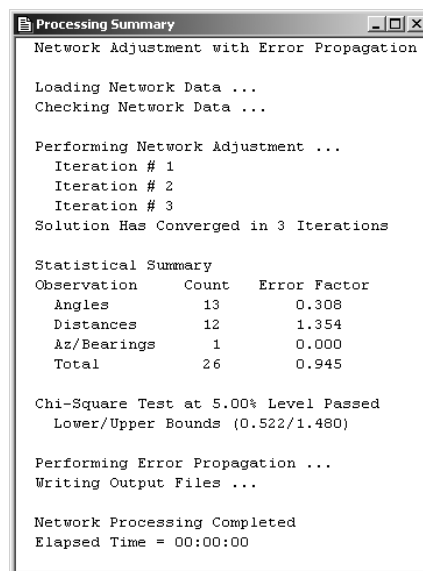 Processing Summary
Network Adjustment with Error Propagation
Loading Network Data ...
Checking Network Data ...
Performing Network Adjustment ...
Iteration # 1
Iteration # 2
Iteration # 3
Solution Has Converged in 3 Iterations
Statistical Summary
Observation Count Error Factor
Angles 13 0.308
Distances 12 1.354
Az/Bearings 1 0.000
Total 26 0.945
Chi-Square Test at 5.00% Level Passed
Lower/Upper Bounds (0.522/1.480)
Performing Error Propagation ...
Writing Output Files ...
Network Processing Completed
Elapsed Time = 00:00:00